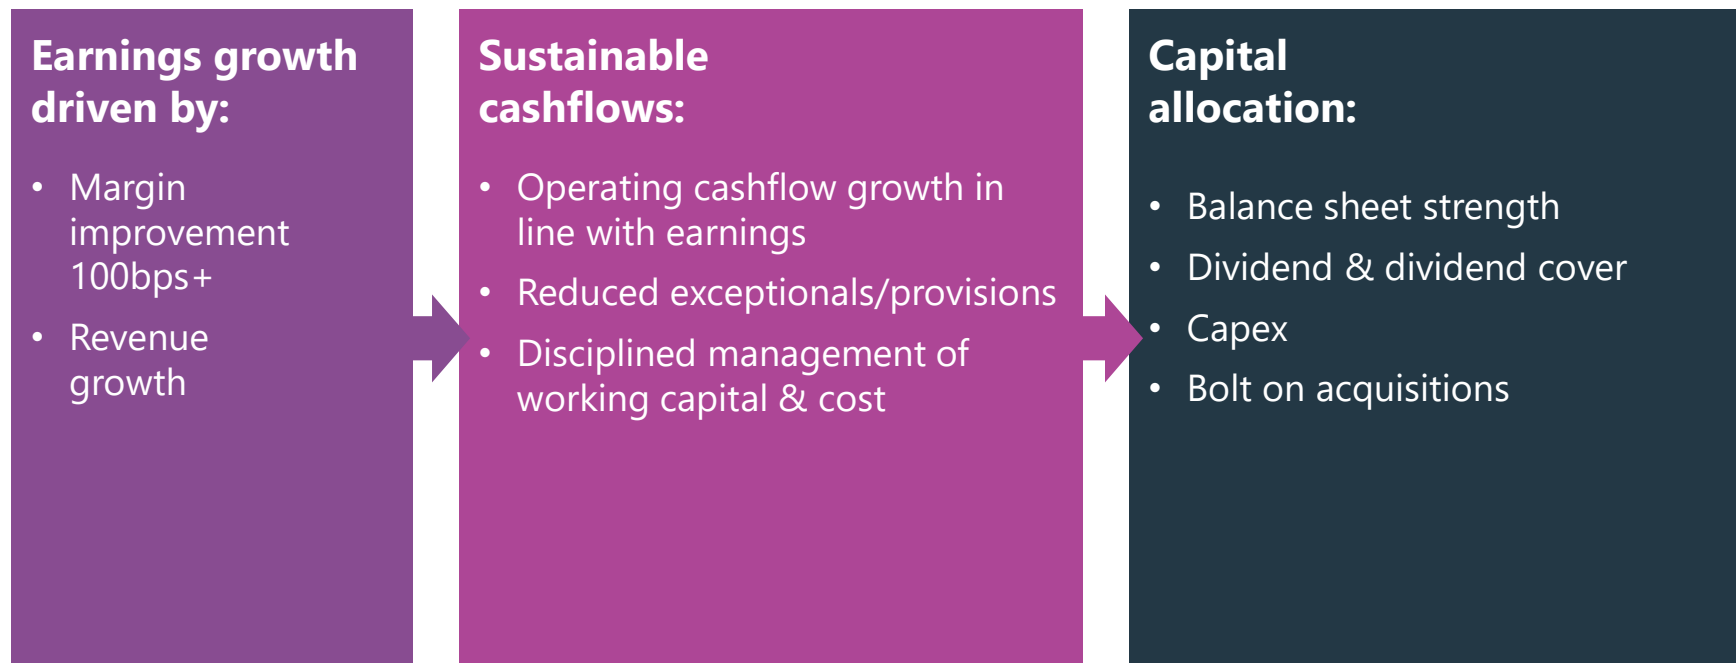 Earnings growth
driven by:
• Margin
improvement
100bps+
• Revenue
growth
Sustainable
cashflows:
• Operating cashflow growth in
line with earnings
• Reduced exceptionals/provisions
• Disciplined management of
working capital & cost
Capital
allocation:
• Balance sheet strength
• Dividend & dividend cover
• Capex
• Bolt on acquisitions